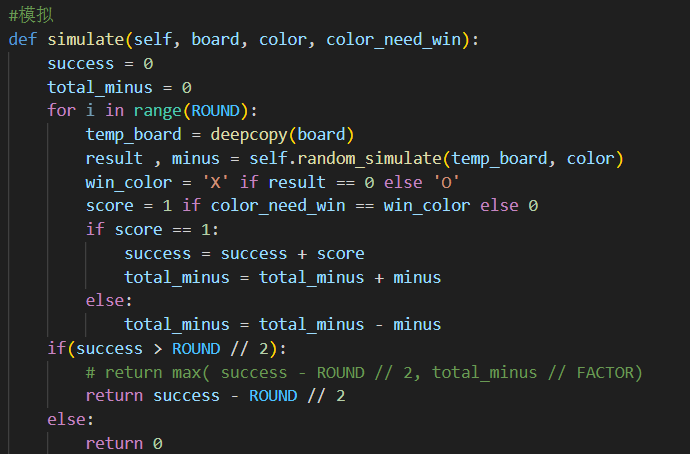 #模拟
def simulate(self, board, color, color_need_win):
    success = 0
    total_minus = 0
    for i in range(ROUND):
        temp_board = deepcopy(board)
        result , minus = self.random_simulate(temp_board, color)
        win_color = 'X' if result == 0 else 'O'
        score = 1 if color_need_win == win_color else 0
        if score == 1:
            success = success + score
            total_minus = total_minus + minus
        else:
            total_minus = total_minus - minus
    if(success > ROUND // 2):
        # return max( success - ROUND // 2, total_minus // FACTOR)
        return success - ROUND // 2
    else:
        return 0